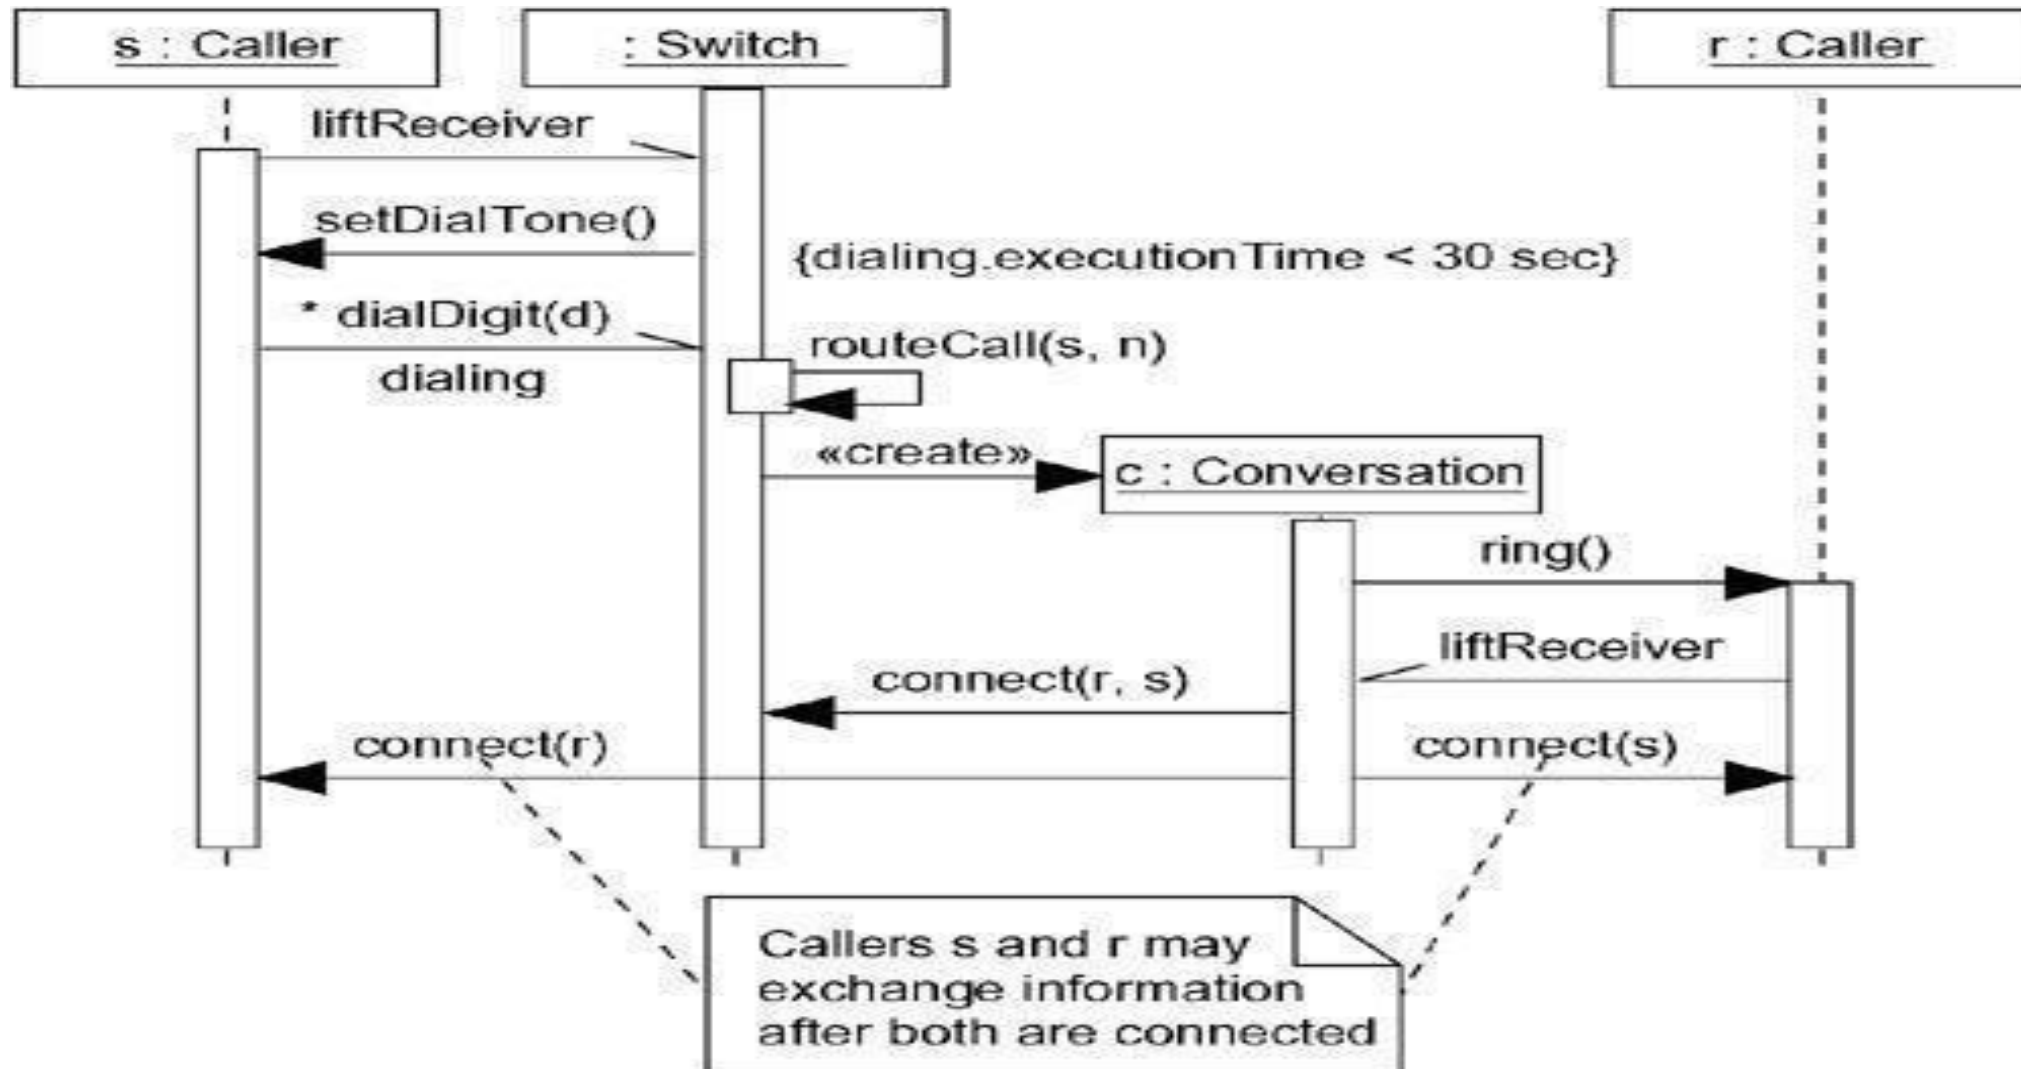 s : Caller
: Switch
r : Caller
liftReceiver
setDialTone()
{dialing.executionTime < 30 sec}
* dialDigit(d)
routeCall(s, n)
dialing
«create»
c : Conversation
ring()
liftReceiver
connect(r, s)
connect(r)
connect(s)
Callers s and r may
exchange information
after both are connected